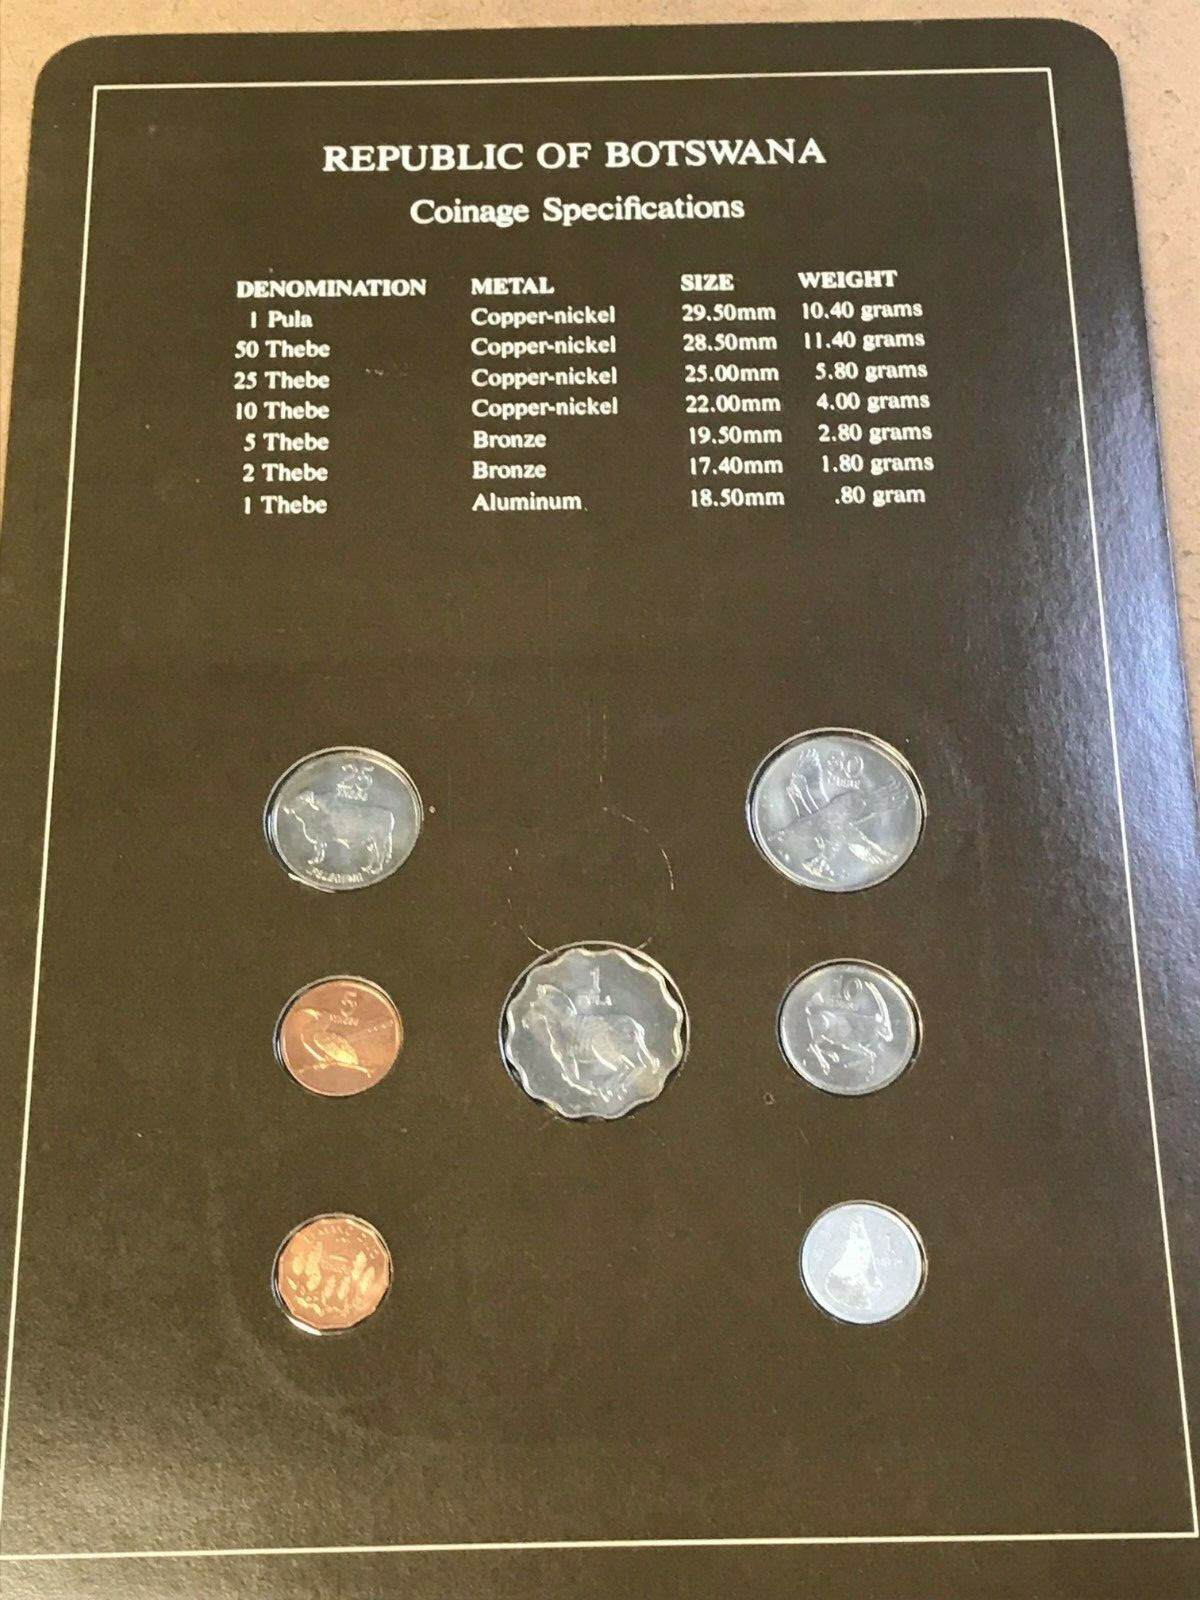 REPUBLIC OF BOTSWANA
Coinage Specifications
DENOMINATION METAL SIZE WEIGHT
1 Pula Copper-nickel 29.50mm 10.40 grams
50 Thebe Copper-nickel 28.50mm 11.40 grams
25 Thebe Copper-nickel 25.00mm 5.80 grams
10 Thebe Copper-nickel 22.00mm 4.00 grams
5 Thebe Bronze 19.50mm 2.80 grams
2 Thebe Bronze 17.40mm 1.80 grams
1 Thebe Aluminum 18.50mm .80 gram
25
50
THEBE
5
1
PULA
10
1